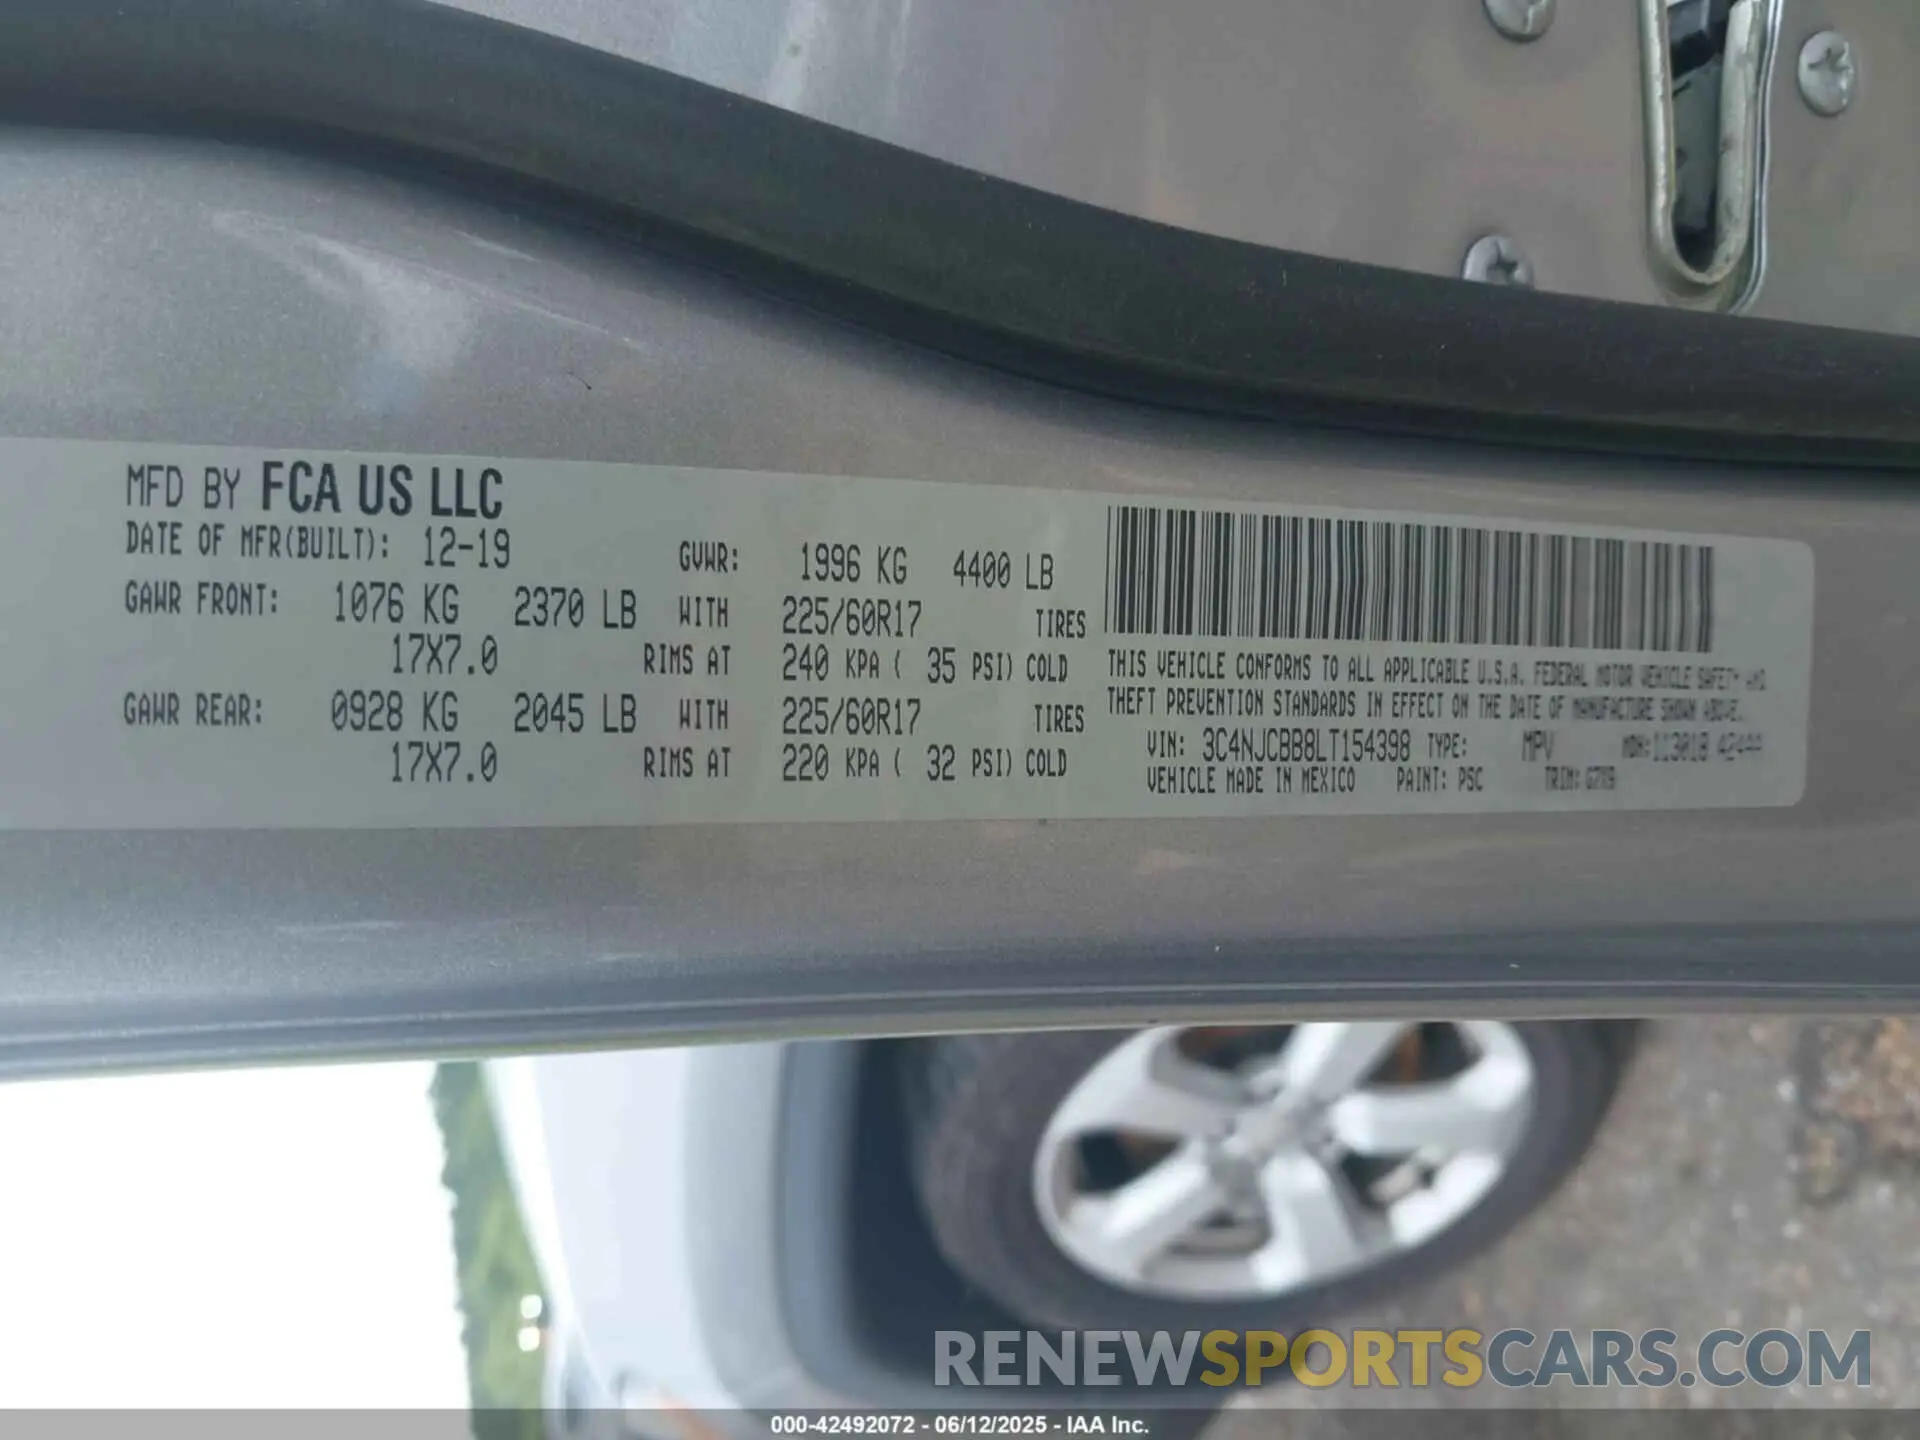 MFD BY FCA US LLC
DATE OF MFR(BUILT): 12-19 GVWR: 1996 KG 4400 LB
GAWR FRONT: 1076 KG 2370 LB WITH 225/60R17 TIRES
17X7.0 RIMS AT 240 KPA ( 35 PSI) COLD
GAWR REAR: 0928 KG 2045 LB WITH 225/60R17 TIRES
17X7.0 RIMS AT 220 KPA ( 32 PSI) COLD
THIS VEHICLE CONFORMS TO ALL APPLICABLE U.S.A. FEDERAL MOTOR VEHICLE SAFETY AND
THEFT PREVENTION STANDARDS IN EFFECT ON THE DATE OF MANUFACTURE SHOWN ABOVE.
VIN: 3C4NJCBB8LT154398 TYPE: MPV MDH:
VEHICLE MADE IN MEXICO PAINT: PSC TRIM:
RENEWSPORTSCARS.COM
000-42492072 - 06/12/2025 - IAA Inc.